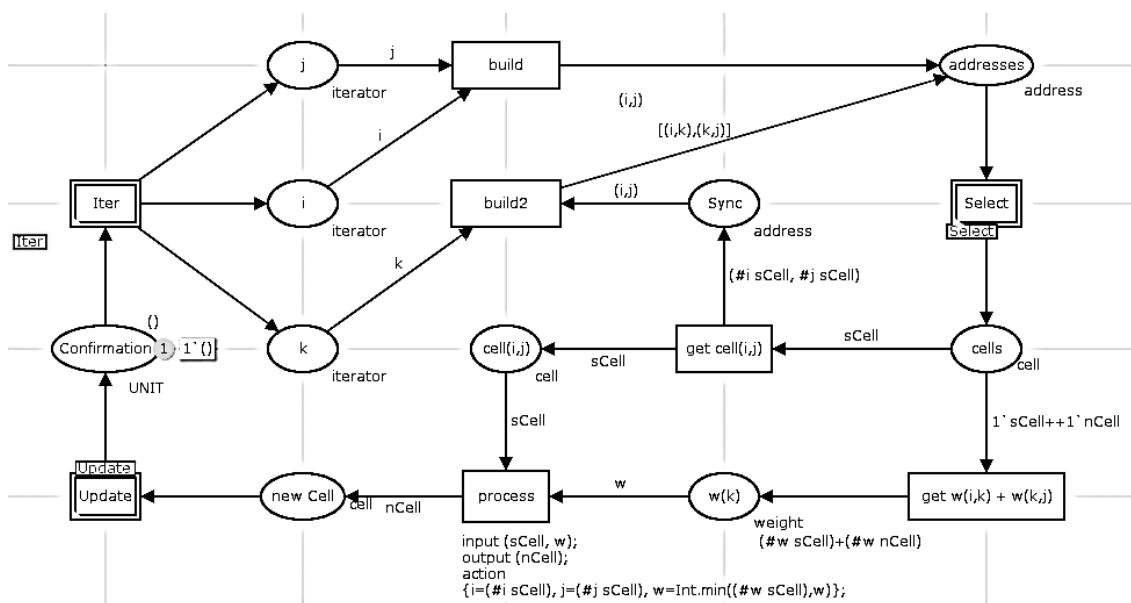 j
j
build
addresses
iterator
address
i
(i,j)
[(i,k),(k,j)]
Iter
i
build2
(i,j)
Sync
Select
Select
Iter
iterator
address
k
(#i sCell, #j sCell)
()
Confirmation 1 1`()
k
cell(i,j)
sCell
get cell(i,j)
sCell
cells
UNIT
iterator
cell
cell
sCell
1`sCell++1`nCell
Update
Update
new Cell
cell
nCell
process
w
w(k)
get w(i,k) + w(k,j)
weight
(#w sCell)+(#w nCell)
input (sCell, w);
output (nCell);
action
{i=(#i sCell), j=(#j sCell), w=Int.min((#w sCell),w)};